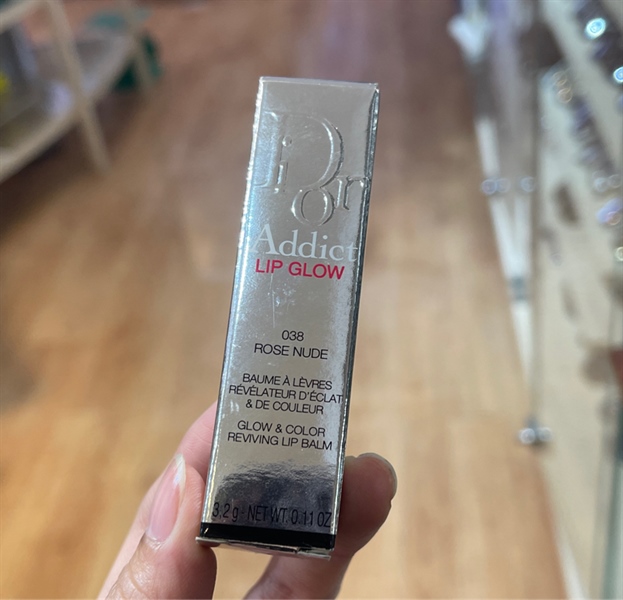 Dior
Addict
LIP GLOW
038
ROSE NUDE
BAUME À LÈVRES
RÉVÉLATEUR D'ÉCLAT
& DE COULEUR
GLOW & COLOR
REVIVING LIP BALM
3.2 g - NET WT. 0.11 OZ